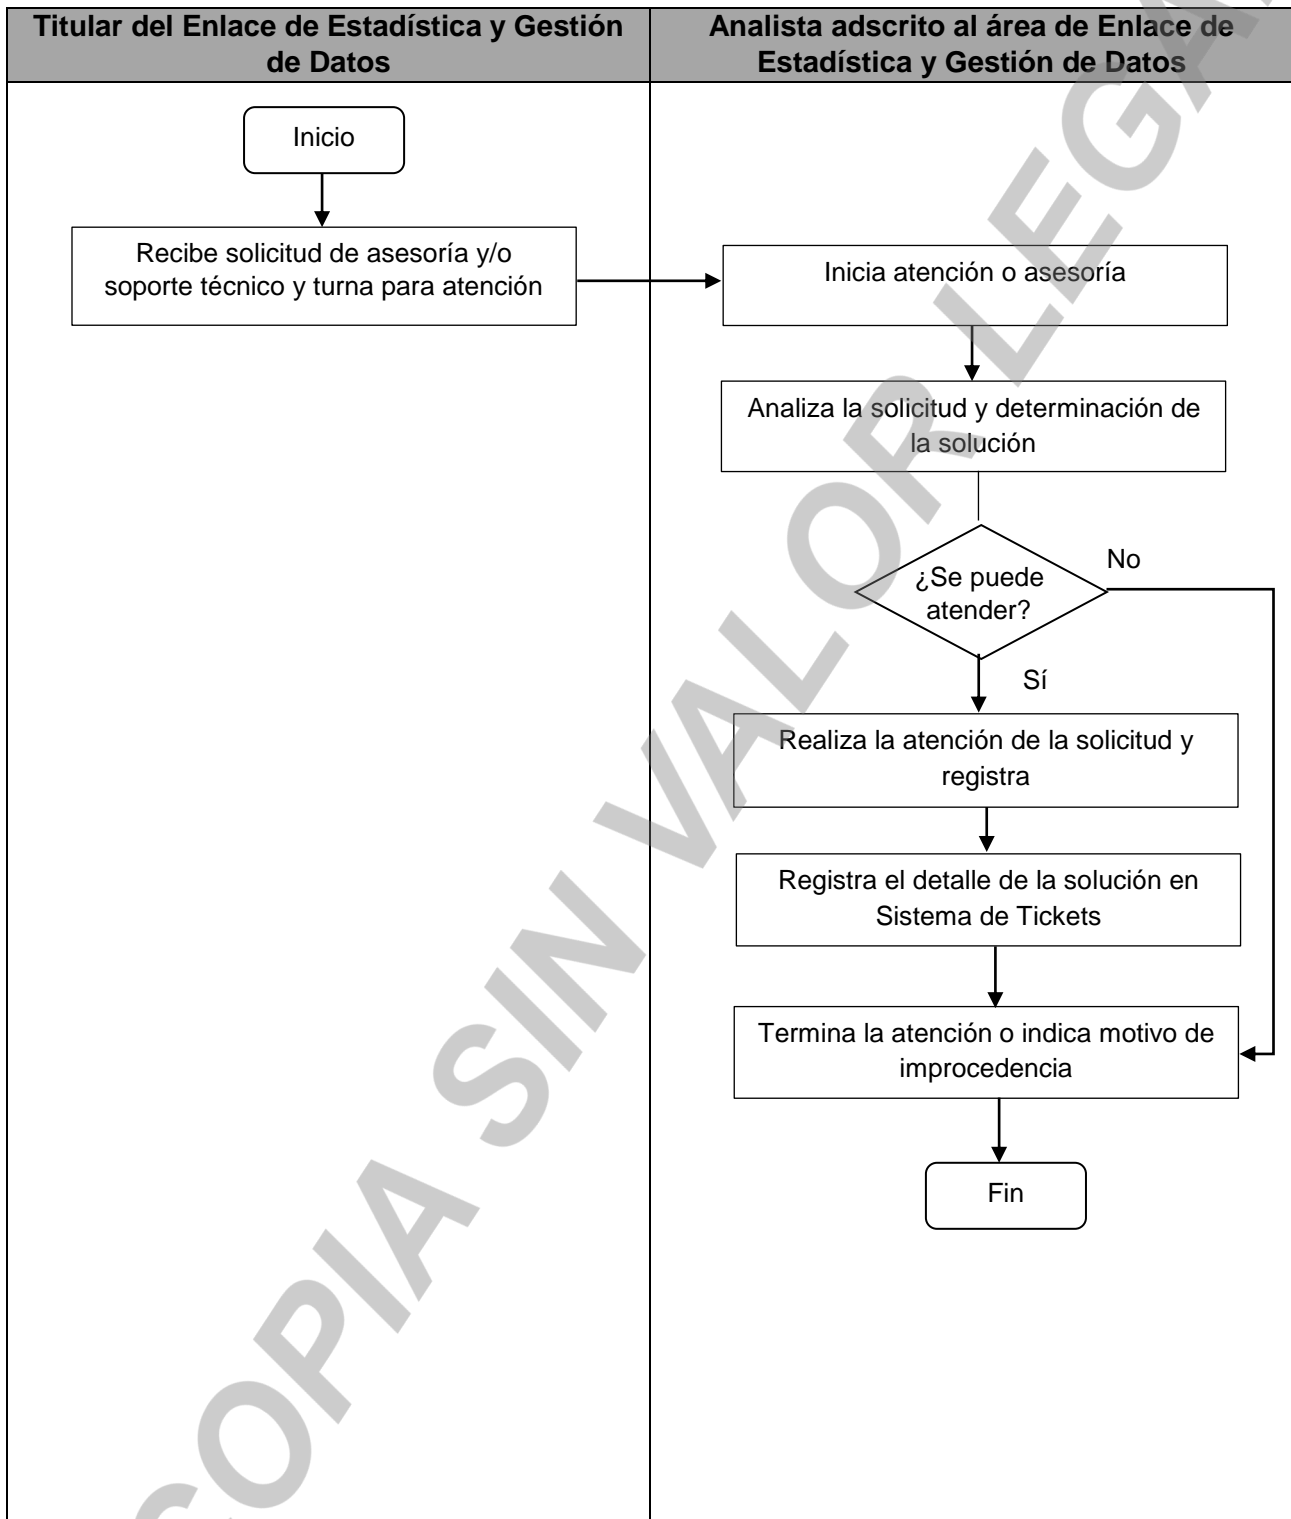 Titular del Enlace de Estadística y Gestión
de Datos
Analista adscrito al área de Enlace de
Estadística y Gestión de Datos
Inicio
Recibe solicitud de asesoría y/o
soporte técnico y turna para atención
Inicia atención o asesoría
Analiza la solicitud y determinación de
la solución
¿Se puede
atender?
No
Sí
Realiza la atención de la solicitud y
registra
Registra el detalle de la solución en
Sistema de Tickets
Termina la atención o indica motivo de
improcedencia
Fin
COPIA SIN VALOR LEGAL